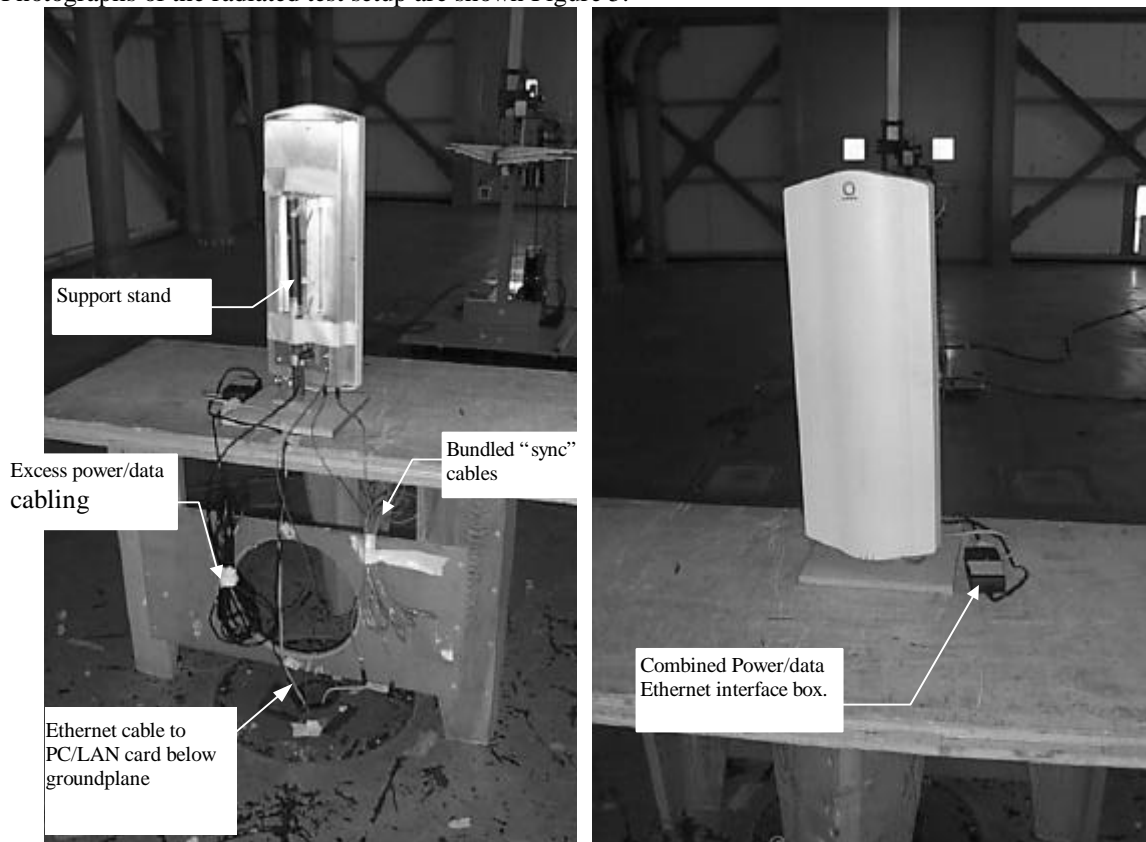 Photographs of the radiated test setup are shown Figure 3.
Support stand
Excess power/data
cabling
Bundled “sync”
cables
Ethernet cable to
PC/LAN card below
groundplane
Combined Power/data
Ethernet interface box.